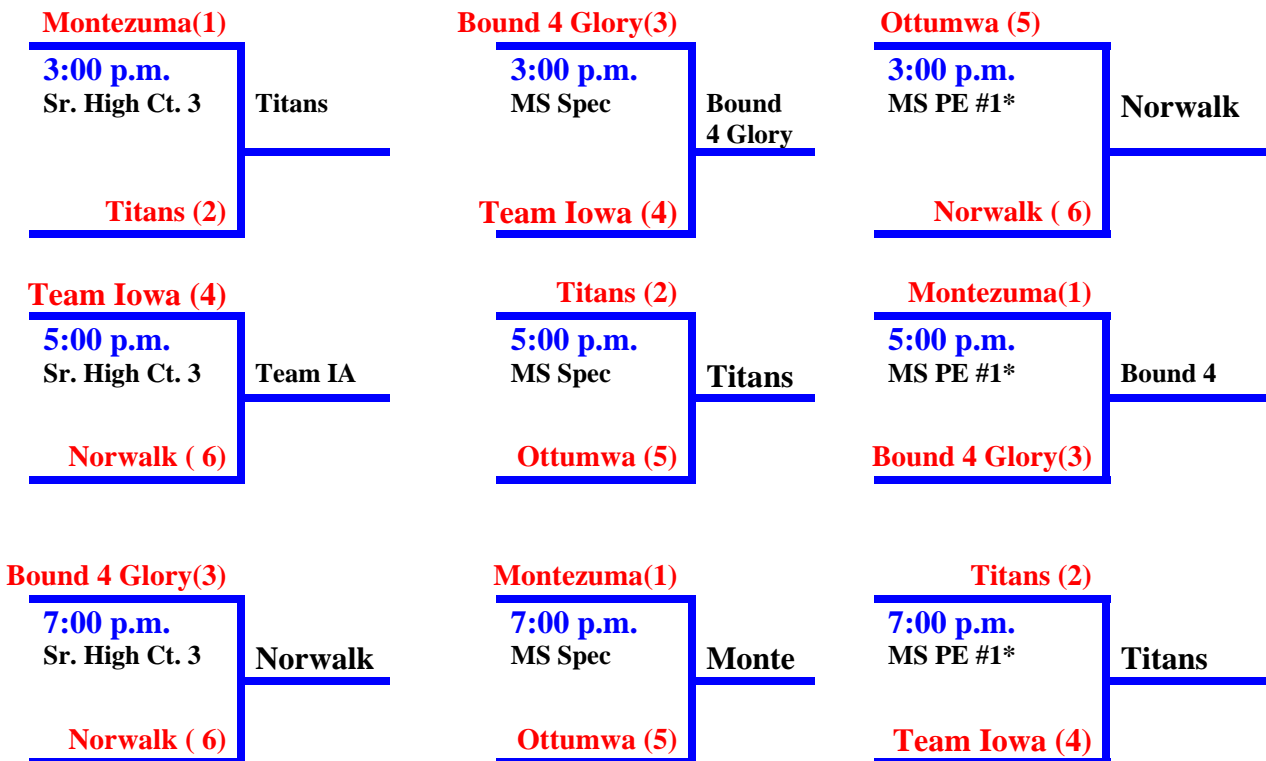 Montezuma(1)
3:00 p.m.
Sr. High Ct. 3
Titans
Titans (2)
Bound 4 Glory(3)
3:00 p.m.
MS Spec
Bound
4 Glory
Team Iowa (4)
Ottumwa (5)
3:00 p.m.
MS PE #1*
Norwalk
Norwalk ( 6)
Team Iowa (4)
5:00 p.m.
Sr. High Ct. 3
Team IA
Norwalk ( 6)
Titans (2)
5:00 p.m.
MS Spec
Titans
Ottumwa (5)
Montezuma(1)
5:00 p.m.
MS PE #1*
Bound 4
Bound 4 Glory(3)
Bound 4 Glory(3)
7:00 p.m.
Sr. High Ct. 3
Norwalk
Norwalk ( 6)
Montezuma(1)
7:00 p.m.
MS Spec
Monte
Ottumwa (5)
Titans (2)
7:00 p.m.
MS PE #1*
Titans
Team Iowa (4)